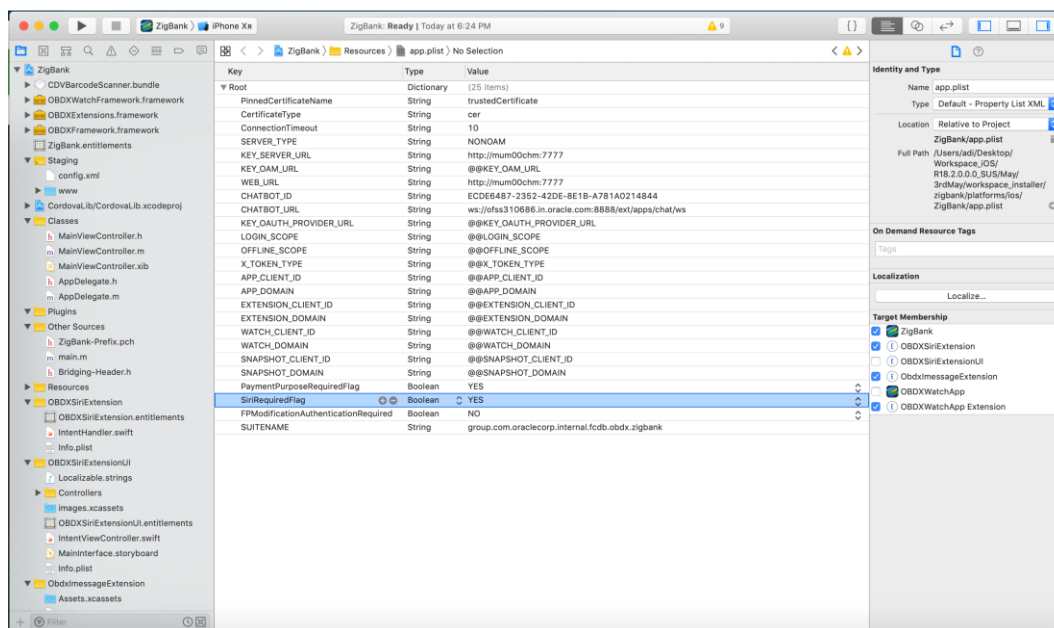 ZigBank iPhone XR
ZigBank: Ready | Today at 6:24 PM
9
ZigBank Resources app.plist No Selection
ZigBank
CDVBarcodeScanner.bundle
OBDXWatchFramework.framework
OBDXExtensions.framework
OBDXFramework.framework
ZigBank.entitlements
Staging
config.xml
www
CordovaLib/CordovaLib.xcodeproj
Classes
MainViewController.h
MainViewController.m
MainViewController.xib
AppDelegate.h
AppDelegate.m
Plugins
Other Sources
ZigBank-Prefix.pch
main.m
Bridging-Header.h
Resources
OBDXSiriExtension
OBDXSiriExtension.entitlements
IntentHandler.swift
Info.plist
OBDXSiriExtensionUI
Localizable.strings
Controllers
images.xcassets
OBDXSiriExtensionUI.entitlements
IntentViewController.swift
MainInterface.storyboard
Info.plist
ObdxImessageExtension
Assets.xcassets
Filter
Key Type Value
Root Dictionary (25 items)
PinnedCertificateName String trustedCertificate
CertificateType String cer
ConnectionTimeout String 10
SERVER_TYPE String NONOAM
KEY_SERVER_URL String http://mum00chm:7777
KEY_OAM_URL String @@KEY_OAM_URL
WEB_URL String http://mum00chm:7777
CHATBOT_ID String ECDE6487-2352-42DE-8E1B-A781A0214844
CHATBOT_URL String ws://ofss310686.in.oracle.com:8888/ext/apps/chat/ws
KEY_OAUTH_PROVIDER_URL String @@KEY_OAUTH_PROVIDER_URL
LOGIN_SCOPE String @@LOGIN_SCOPE
OFFLINE_SCOPE String @@OFFLINE_SCOPE
X_TOKEN_TYPE String @@X_TOKEN_TYPE
APP_CLIENT_ID String @@APP_CLIENT_ID
APP_DOMAIN String @@APP_DOMAIN
EXTENSION_CLIENT_ID String @@EXTENSION_CLIENT_ID
EXTENSION_DOMAIN String @@EXTENSION_DOMAIN
WATCH_CLIENT_ID String @@WATCH_CLIENT_ID
WATCH_DOMAIN String @@WATCH_DOMAIN
SNAPSHOT_CLIENT_ID String @@SNAPSHOT_CLIENT_ID
SNAPSHOT_DOMAIN String @@SNAPSHOT_DOMAIN
PaymentPurposeRequiredFlag Boolean YES
SiriRequiredFlag Boolean YES
FPModificationAuthenticationRequired Boolean NO
SUITENAME String group.com.oraclecorp.internal.fcdb.obdx.zigbank
Identity and Type
Name app.plist
Type Default - Property List XML
Location Relative to Project
ZigBank/app.plist
Full Path /Users/adi/Desktop/
Workspace_iOS/
R18.2.0.0.0_SUS/May/
3rdMay/workspace_installer/
zigbank/platforms/ios/
ZigBank/app.plist
On Demand Resource Tags
Tags
Localization
Localize...
Target Membership
ZigBank
OBDXSiriExtension
OBDXSiriExtensionUI
ObdxImessageExtension
OBDXWatchApp
OBDXWatchApp Extension